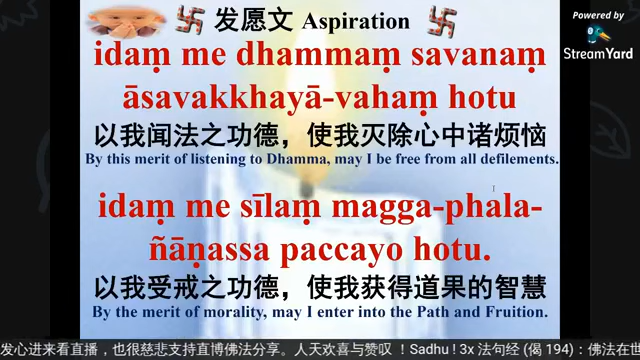 发愿文 Aspiration
Powered by
StreamYard
idaṃ me dhammaṃ savanaṃ
āsavakkhayā-vahaṃ hotu
以我闻法之功德，使我灭除心中诸烦恼
By this merit of listening to Dhamma, may I be free from all defilements.
idaṃ me sīlaṃ magga-phala-
ñāṇassa paccayo hotu.
以我受戒之功德，使我获得道果的智慧
By the merit of morality, may I enter into the Path and Fruition.
发心进来看直播，也很慈悲支持直博佛法分享。人天欢喜与赞叹 ！Sadhu ! 3x 法句经 (偈 194)：佛法在世